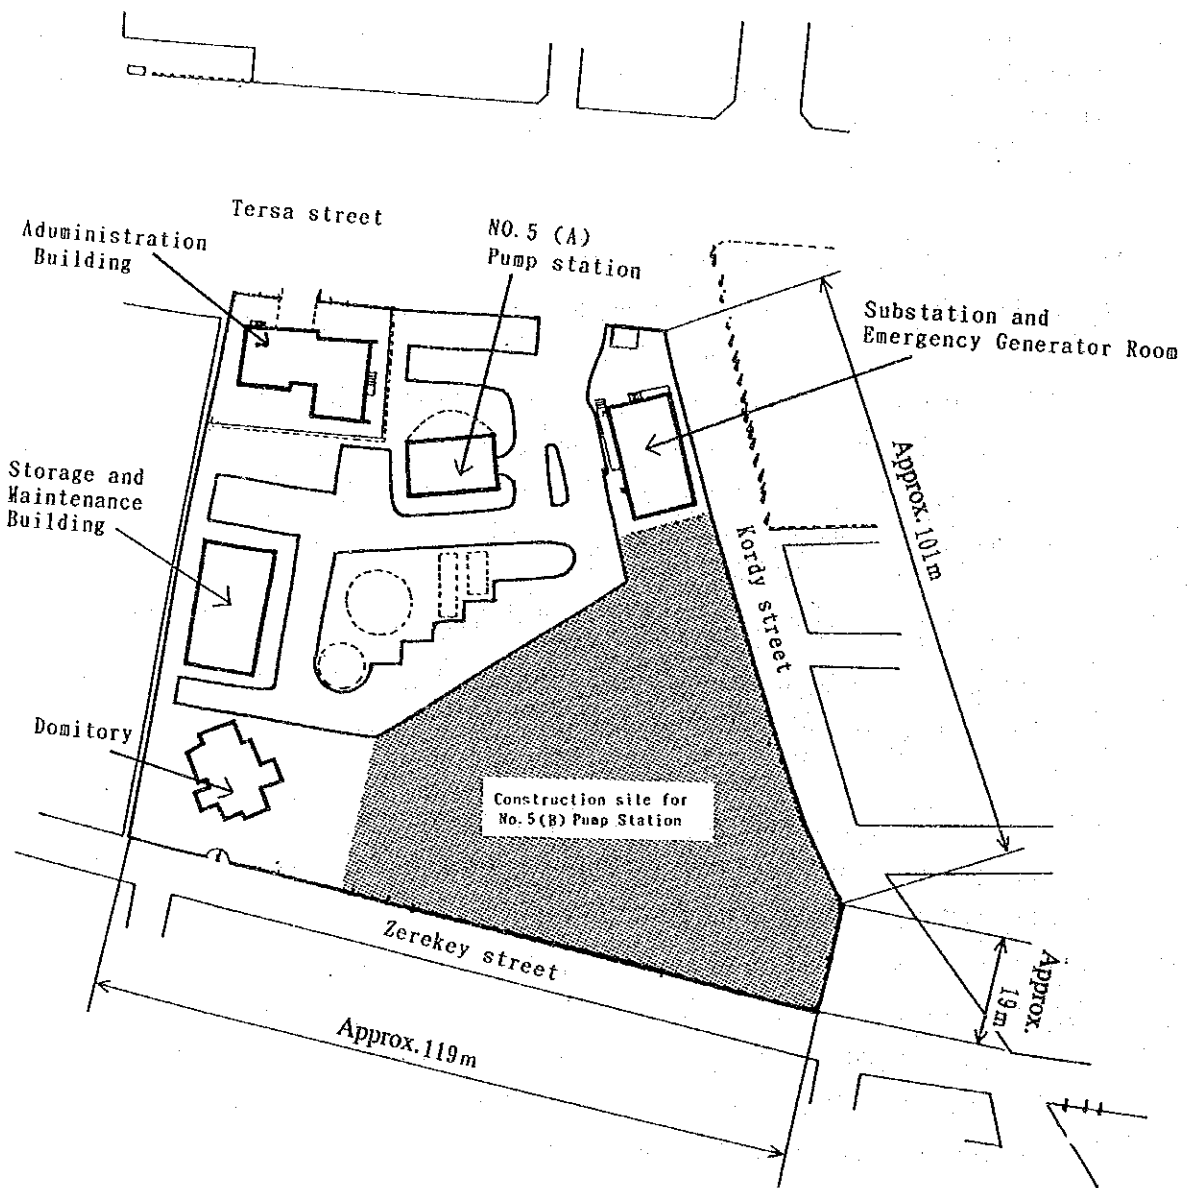 Tersa street
Aduministration
Building
NO. 5 (A)
Pump station
Substation and
Emergency Generator Room
Approx. 101m
Storage and
Maintenance
Building
Kordy street
Domitory
Construction site for
No. 5(B) Pump Station
Zerekey street
Approx.
19m
Approx. 119m